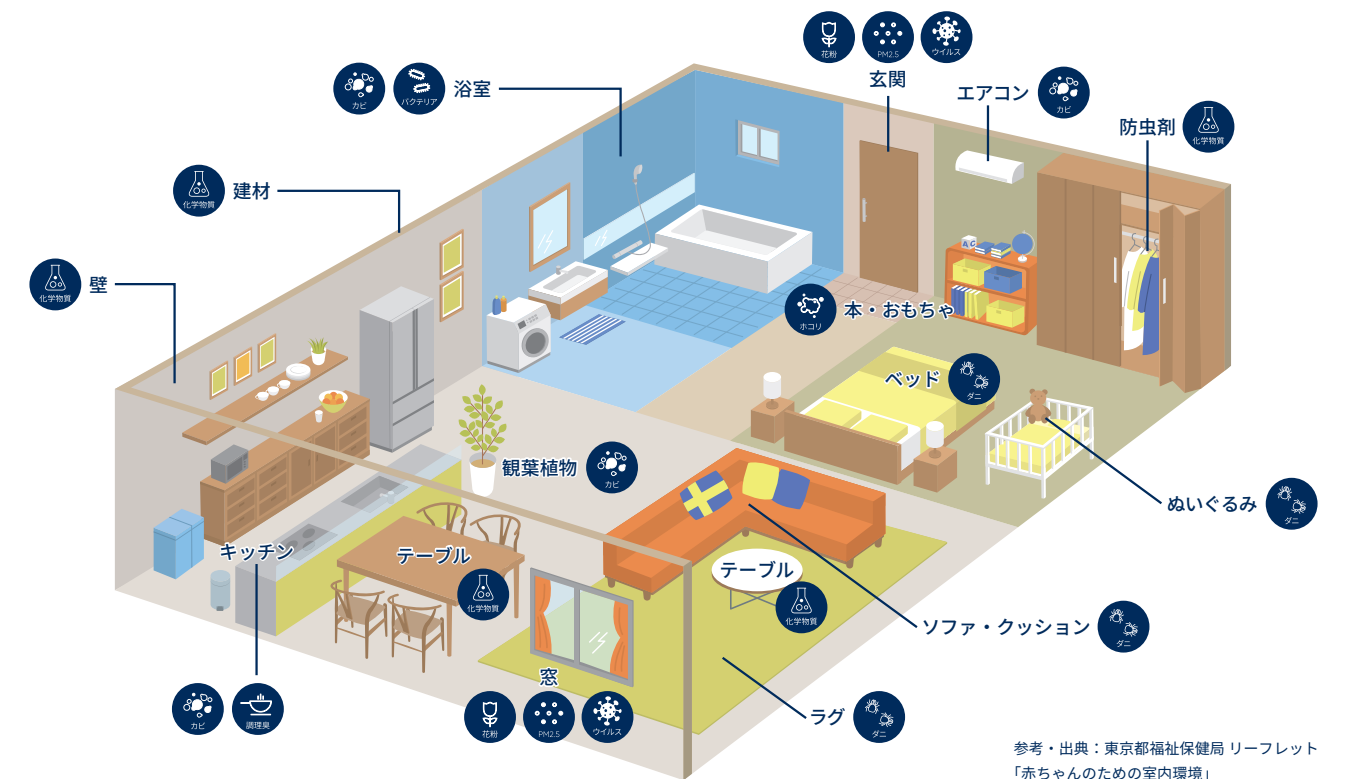 花粉
PM2.5
ウイルス
玄関
カビ
バクテリア
浴室
エアコン
カビ
防虫剤
化学物質
化学物質
建材
化学物質
壁
ABC
ホコリ
本・おもちゃ
ベッド
ダニ
観葉植物
カビ
ぬいぐるみ
ダニ
キッチン
テーブル
化学物質
テーブル
化学物質
ソファ・クッション
ダニ
窓
カビ
調理臭
花粉
PM2.5
ウイルス
ラグ
ダニ
参考・出典：東京都福祉保健局 リーフレット
「赤ちゃんのための室内環境」